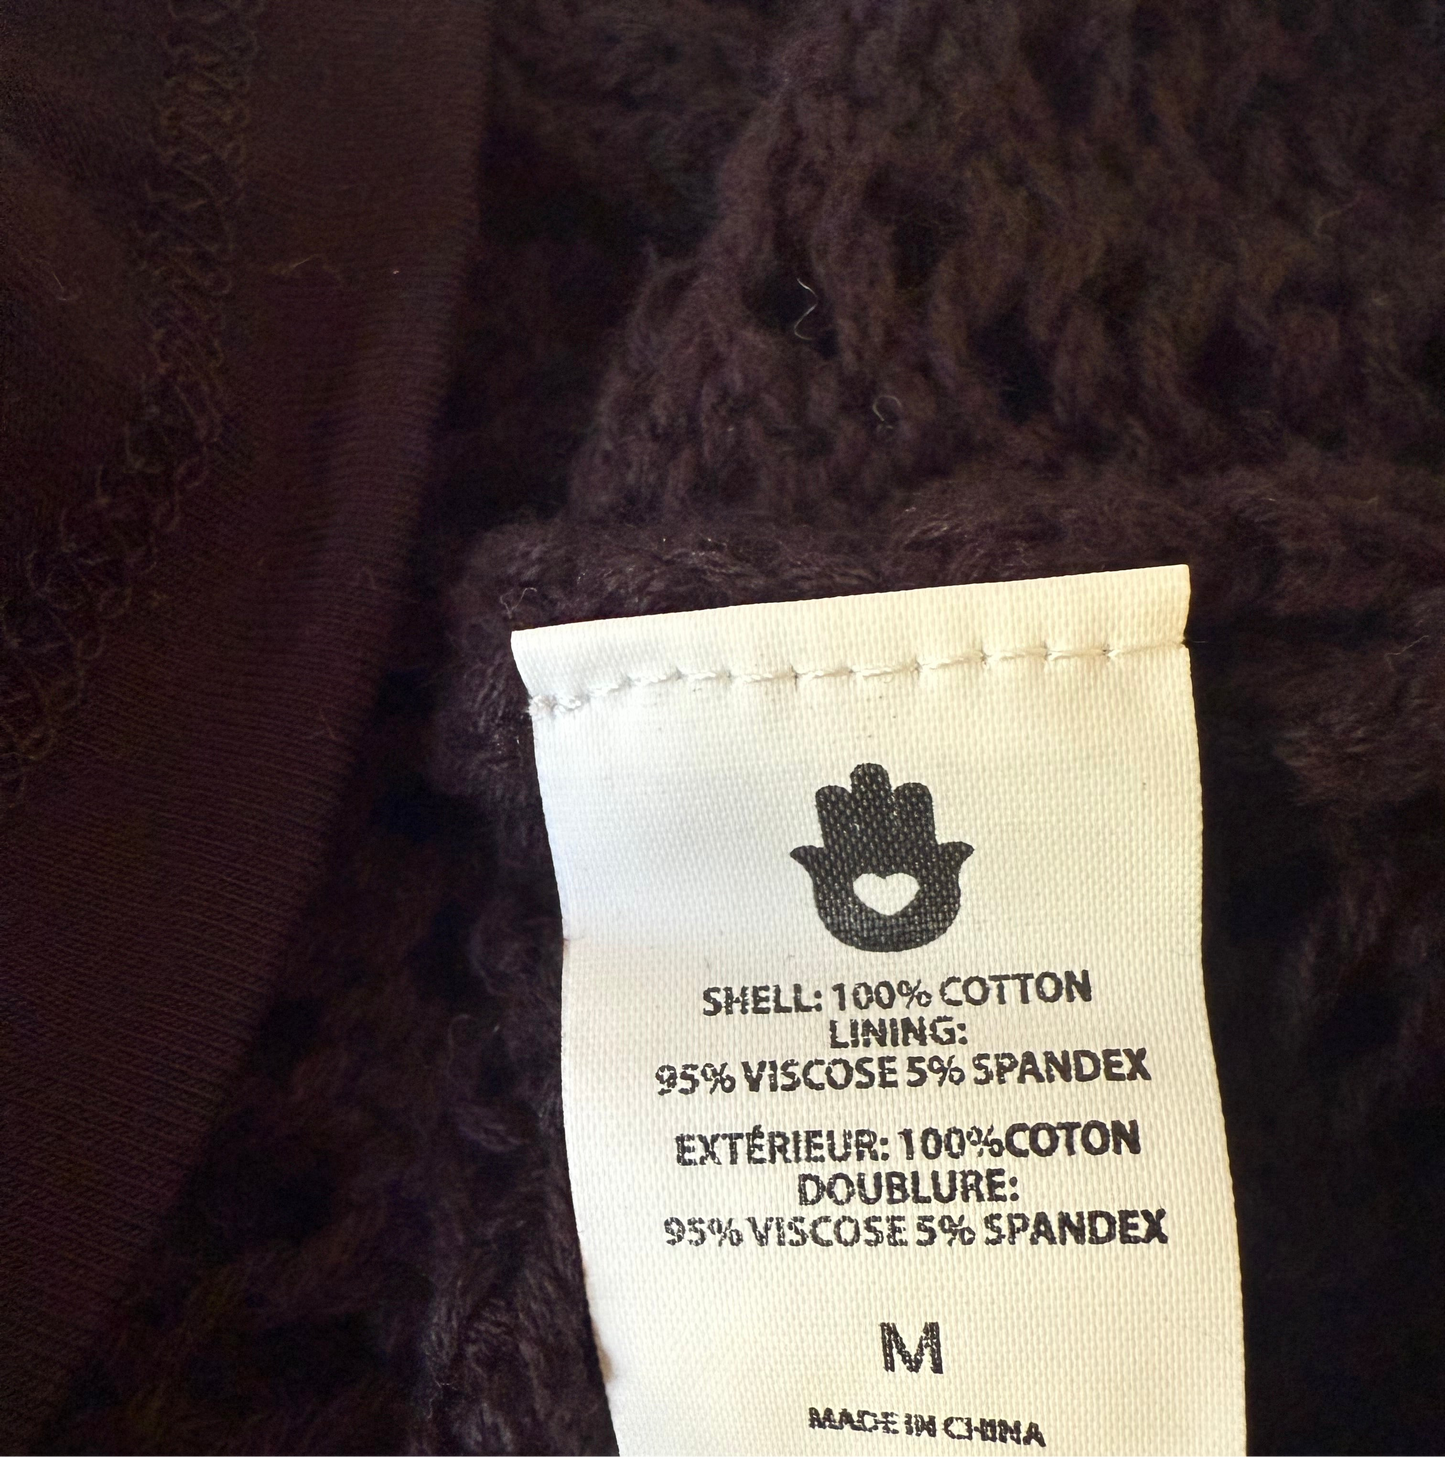 SHELL: 100% COTTON
LINING:
95% VISCOSE 5% SPANDEX
EXTÉRIEUR: 100%COTON
DOUBLURE:
95% VISCOSE 5% SPANDEX
M
MADE IN CHINA